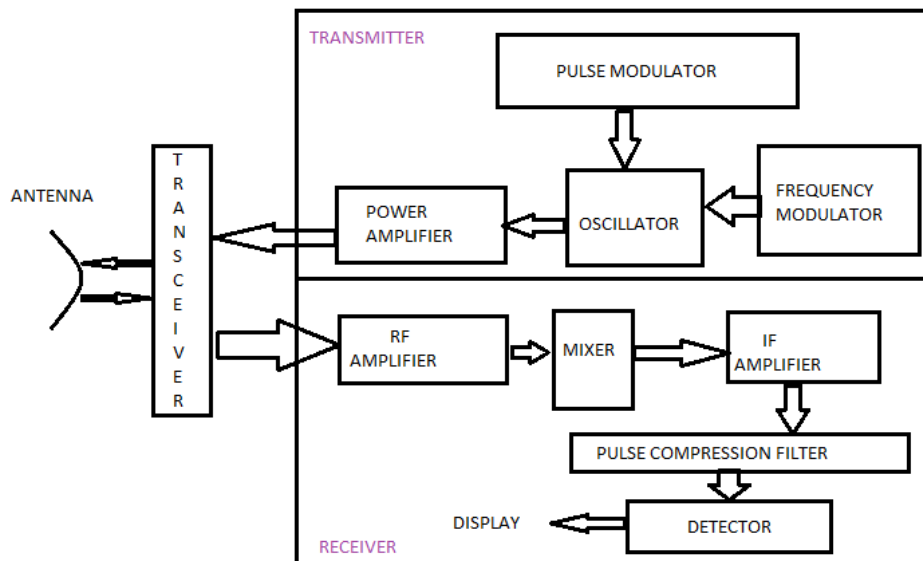 TRANSMITTER
PULSE MODULATOR
ANTENNA
TRANSCEIVER
POWER
AMPLIFIER
OSCILLATOR
FREQUENCY
MODULATOR
RF
AMPLIFIER
MIXER
IF
AMPLIFIER
PULSE COMPRESSION FILTER
DISPLAY
DETECTOR
RECEIVER